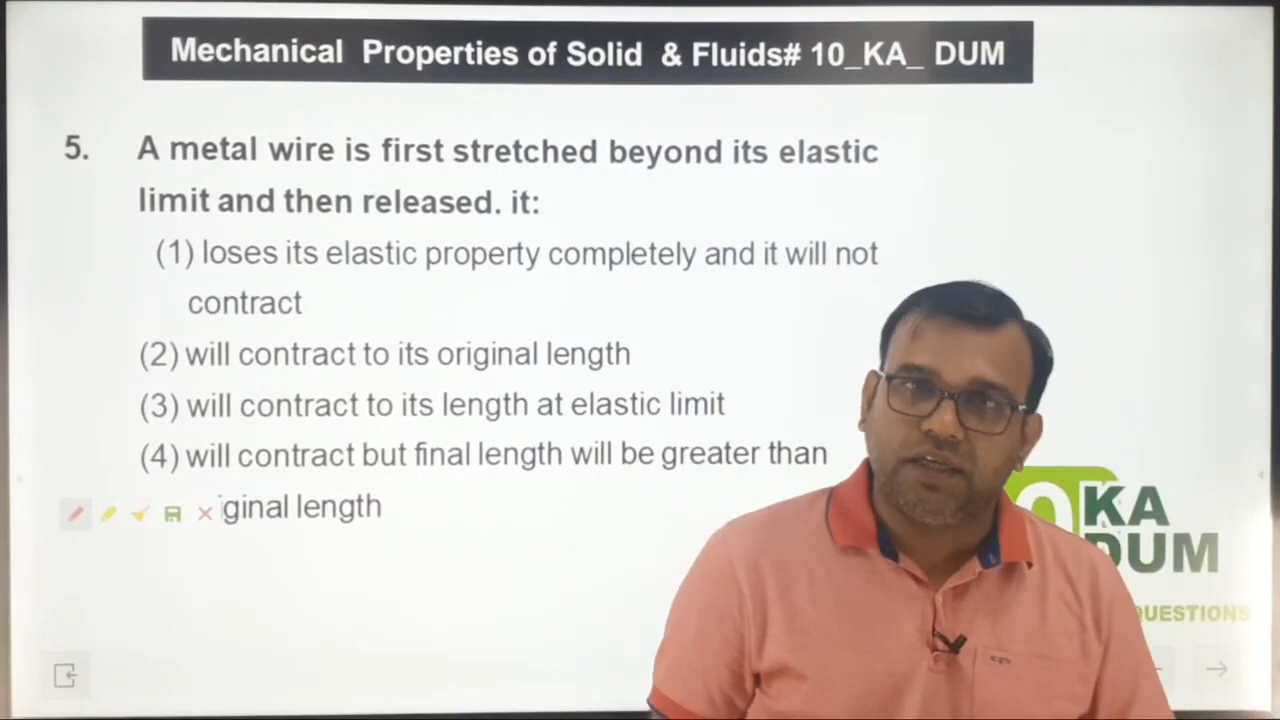 Mechanical Properties of Solid & Fluids# 10_KA_ DUM
5. A metal wire is first stretched beyond its elastic
limit and then released. it:
(1) loses its elastic property completely and it will not
contract
(2) will contract to its original length
(3) will contract to its length at elastic limit
(4) will contract but final length will be greater than
ginal length
KA
DUM
QUESTIONS